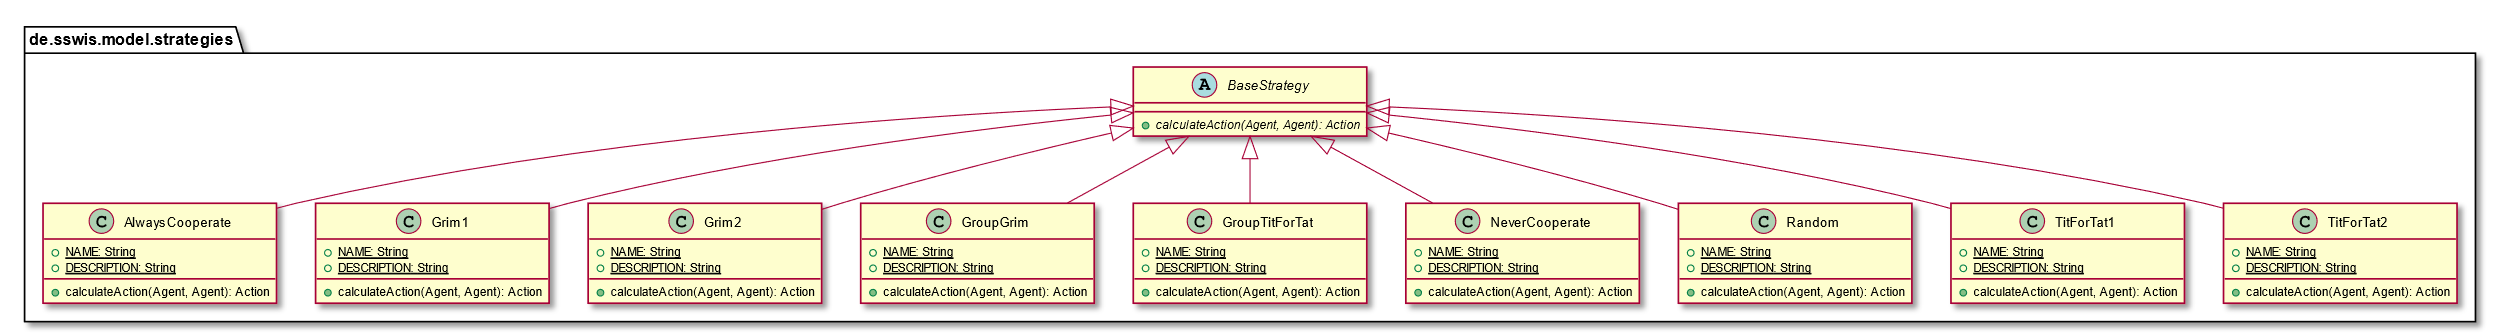 de.sswis.model.strategies
A BaseStrategy
calculateAction(Agent, Agent): Action
C AlwaysCooperate
NAME: String
DESCRIPTION: String
calculateAction(Agent, Agent): Action
C Grim1
NAME: String
DESCRIPTION: String
calculateAction(Agent, Agent): Action
C Grim2
NAME: String
DESCRIPTION: String
calculateAction(Agent, Agent): Action
C GroupGrim
NAME: String
DESCRIPTION: String
calculateAction(Agent, Agent): Action
C GroupTitForTat
NAME: String
DESCRIPTION: String
calculateAction(Agent, Agent): Action
C NeverCooperate
NAME: String
DESCRIPTION: String
calculateAction(Agent, Agent): Action
C Random
NAME: String
DESCRIPTION: String
calculateAction(Agent, Agent): Action
C TitForTat1
NAME: String
DESCRIPTION: String
calculateAction(Agent, Agent): Action
C TitForTat2
NAME: String
DESCRIPTION: String
calculateAction(Agent, Agent): Action